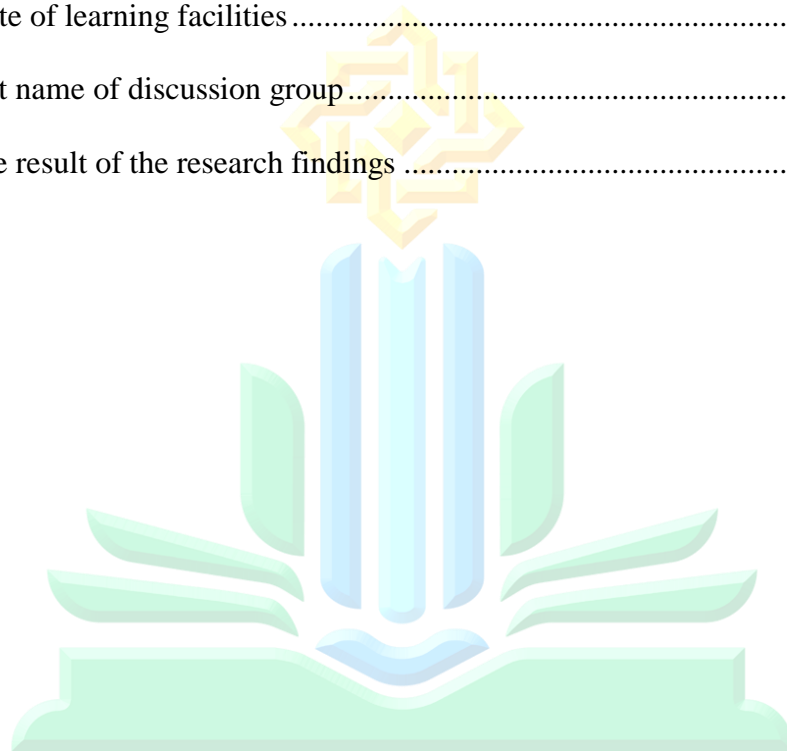 te of learning facilities ................................................................
t name of discussion group ........................................................
e result of the research findings ..................................................